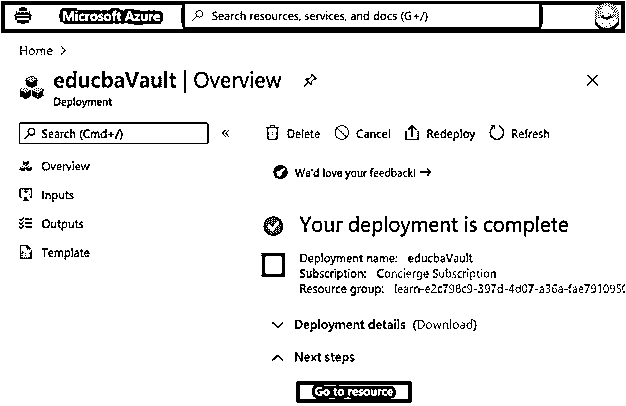 Microsoft Azure
Search resources, services, and docs (G+/)
Home >
educbaVault | Overview
Deployment
Search (Cmd+/)
«
Delete
Cancel
Redeploy
Refresh
Overview
Inputs
Outputs
Template
We'd love your feedback! →
Your deployment is complete
Deployment name: educbaVault
Subscription: Concierge Subscription
Resource group: learn-e2c798c9-397d-4d07-a36a-fae7910950
Deployment details (Download)
Next steps
Go to resource